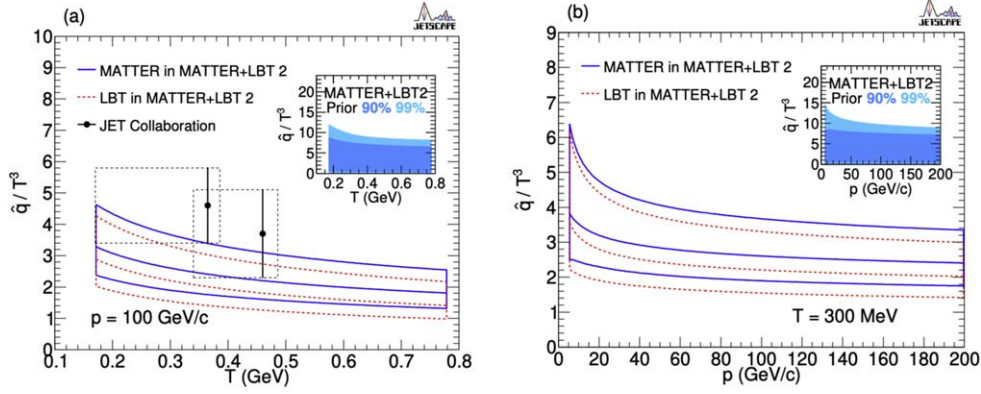 (a)
JETSCAPE
10
9
8
7
6
5
4
3
2
1
0
q̂ / T³
MATTER in MATTER+LBT 2
LBT in MATTER+LBT 2
JET Collaboration
20
15
10
5
0
q̂ / T³
MATTER+LBT2
Prior 90% 99%
0.2 0.4 0.6 0.8
T (GeV)
p = 100 GeV/c
0.1 0.2 0.3 0.4 0.5 0.6 0.7 0.8
T (GeV)
(b)
JETSCAPE
9
8
7
6
5
4
3
2
1
0
q̂ / T³
MATTER in MATTER+LBT 2
LBT in MATTER+LBT 2
20
15
10
5
0
q̂ / T³
MATTER+LBT2
Prior 90% 99%
0 50 100 150 200
p (GeV/c)
T = 300 MeV
0 20 40 60 80 100 120 140 160 180 200
p (GeV/c)